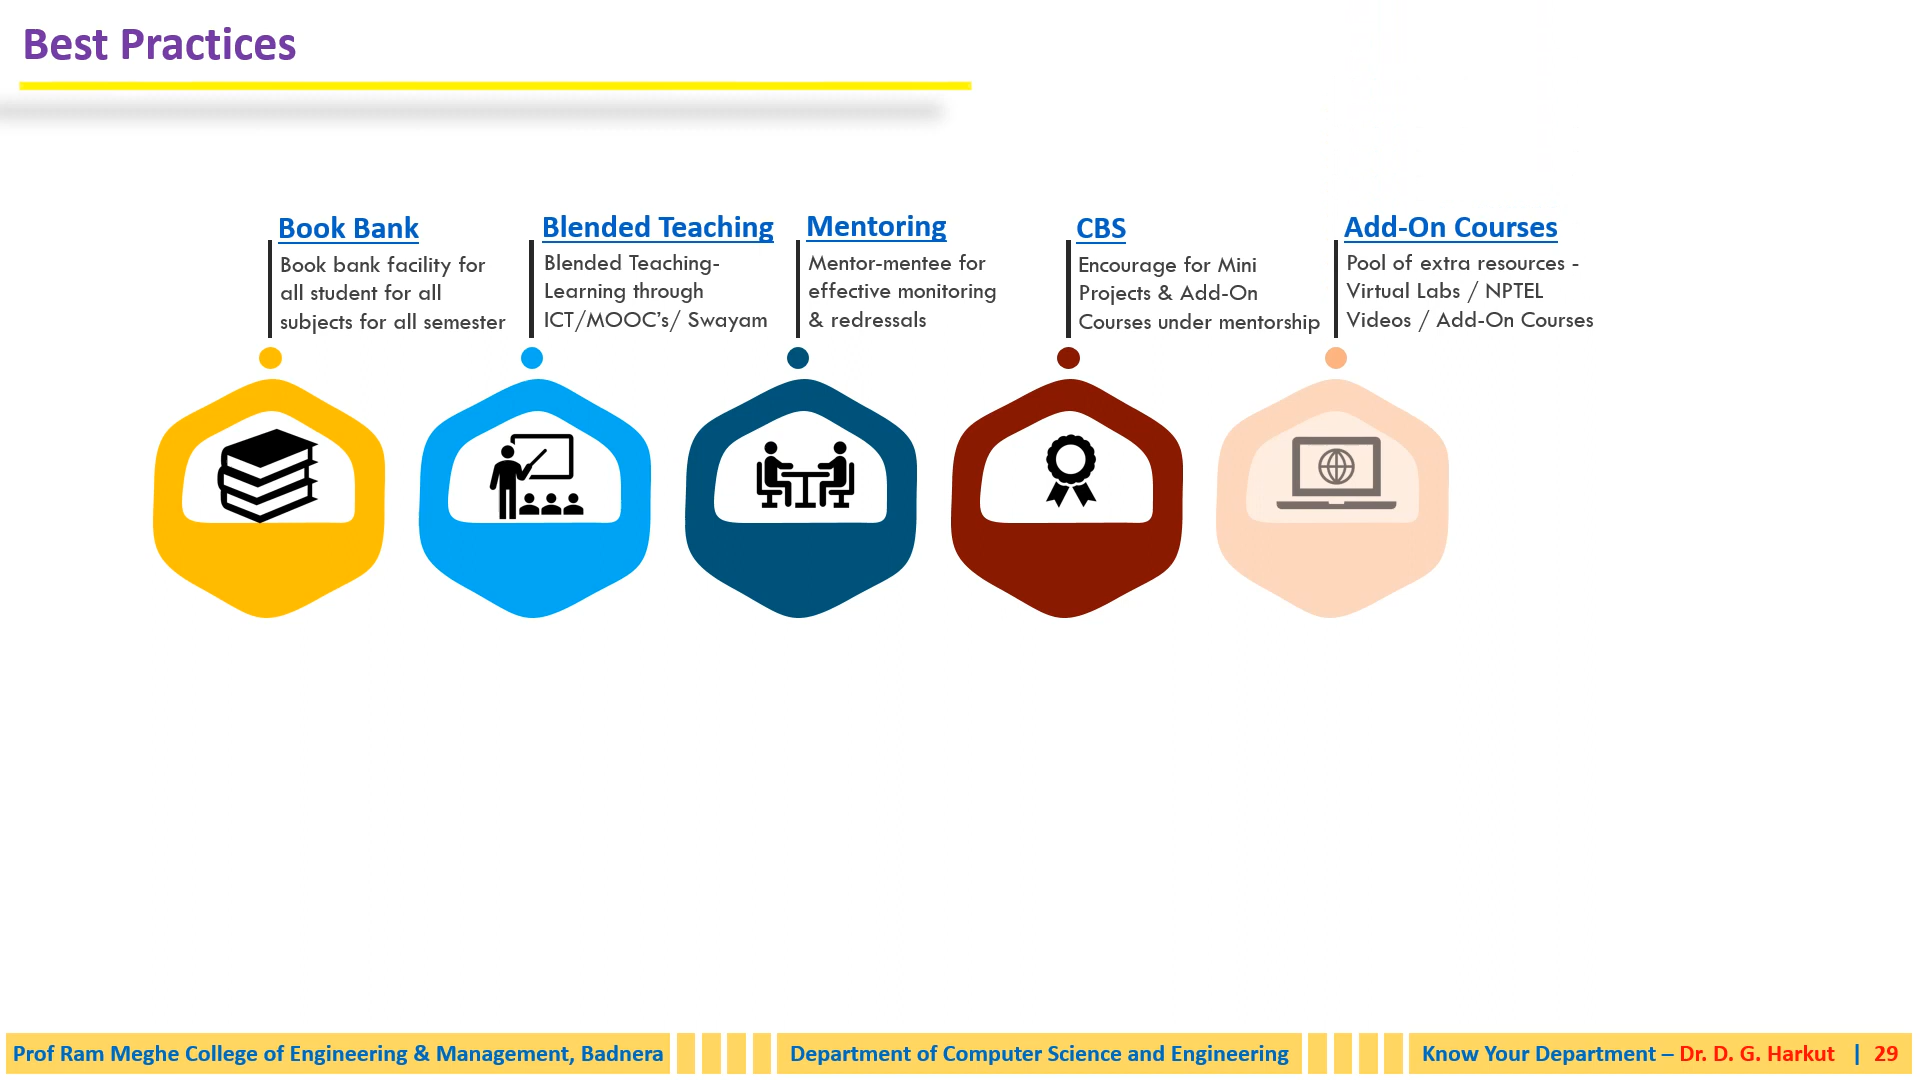 Best Practices
Book Bank
Book bank facility for
all student for all
subjects for all semester
Blended Teaching
Blended Teaching-
Learning through
ICT/MOOC's/ Swayam
Mentoring
Mentor-mentee for
effective monitoring
& redressals
CBS
Encourage for Mini
Projects & Add-On
Courses under mentorship
Add-On Courses
Pool of extra resources -
Virtual Labs / NPTEL
Videos / Add-On Courses
Prof Ram Meghe College of Engineering & Management, Badnera
Department of Computer Science and Engineering
Know Your Department – Dr. D. G. Harkut | 29